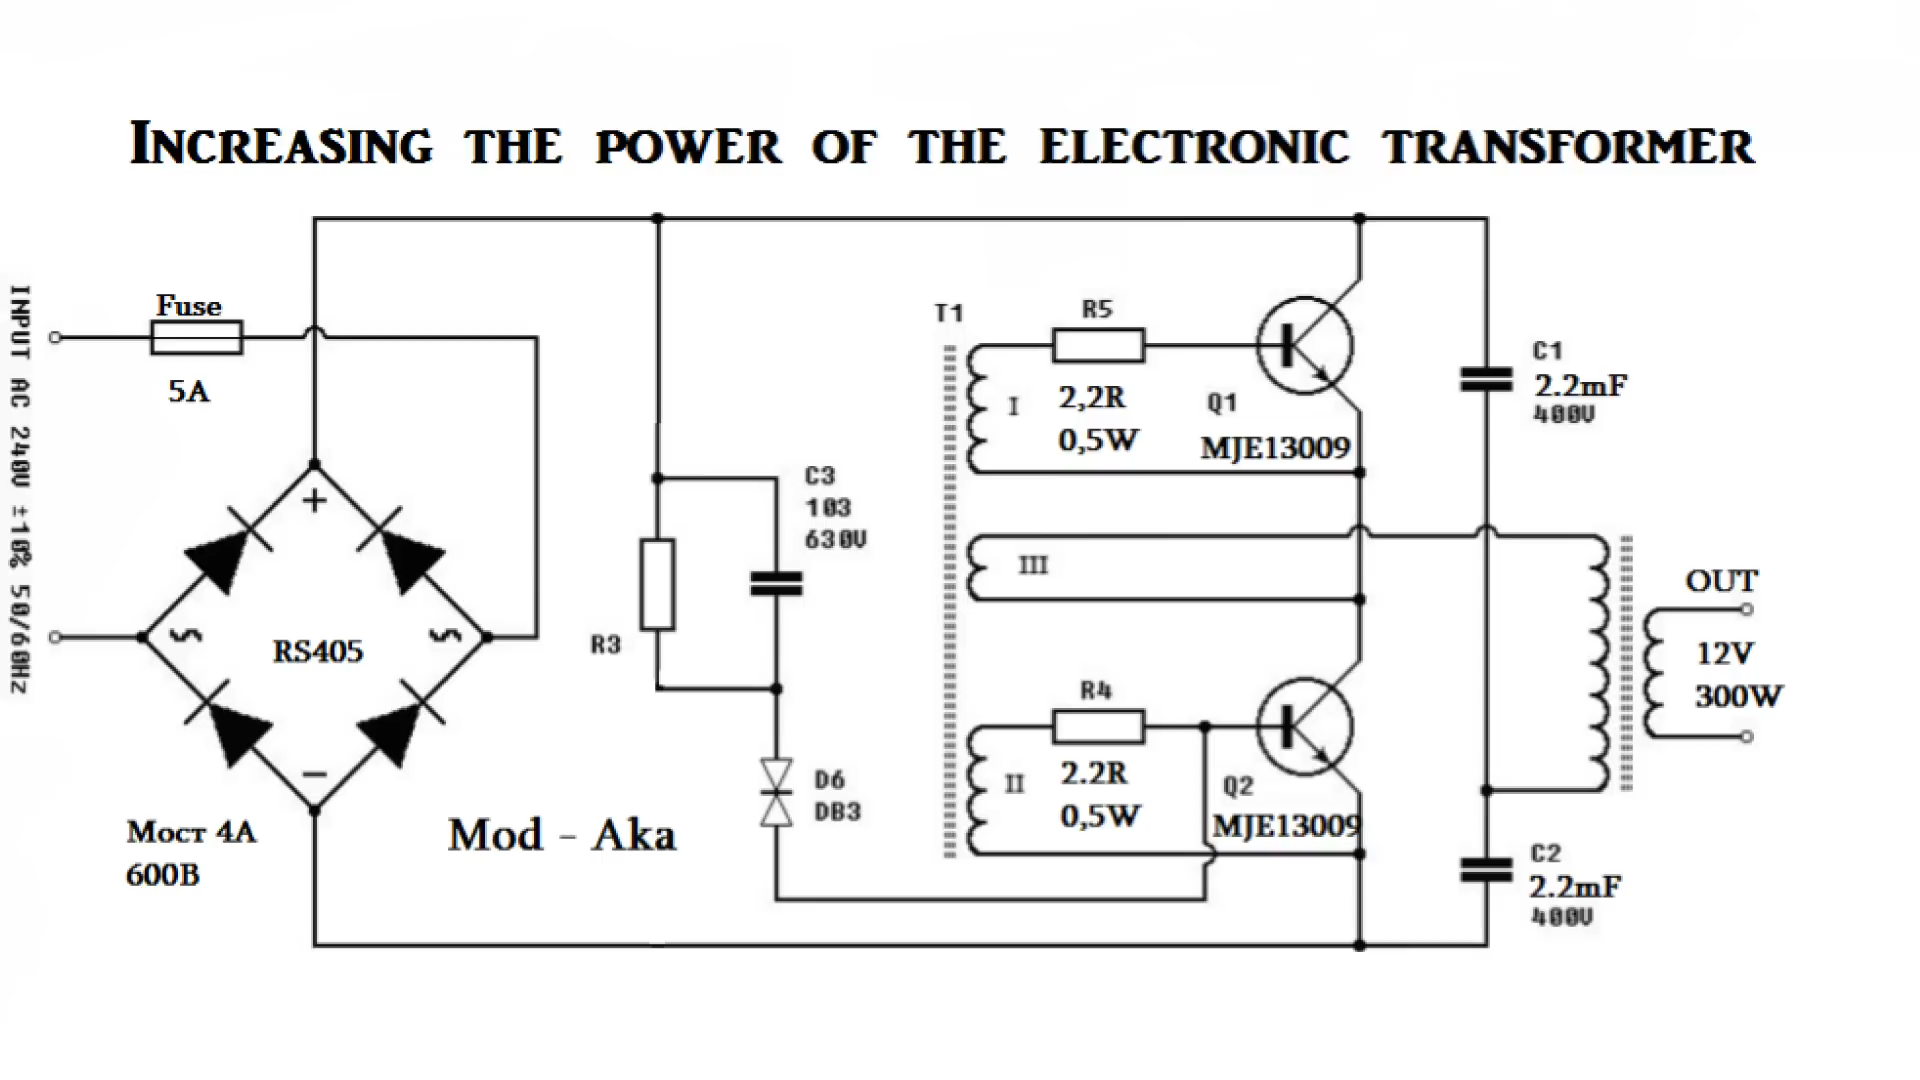 INCREASING THE POWER OF THE ELECTRONIC TRANSFORMER
INPUT AC 240V ±10% 50/60Hz
Fuse
5A
+
RS405
−
Мост 4А
600В
Mod - Aka
R3
C3
103
630V
D6
DB3
T1
I
III
II
R5
2,2R
0,5W
Q1
MJE13009
R4
2.2R
0,5W
Q2
MJE13009
C1
2.2mF
400V
C2
2.2mF
400V
OUT
12V
300W